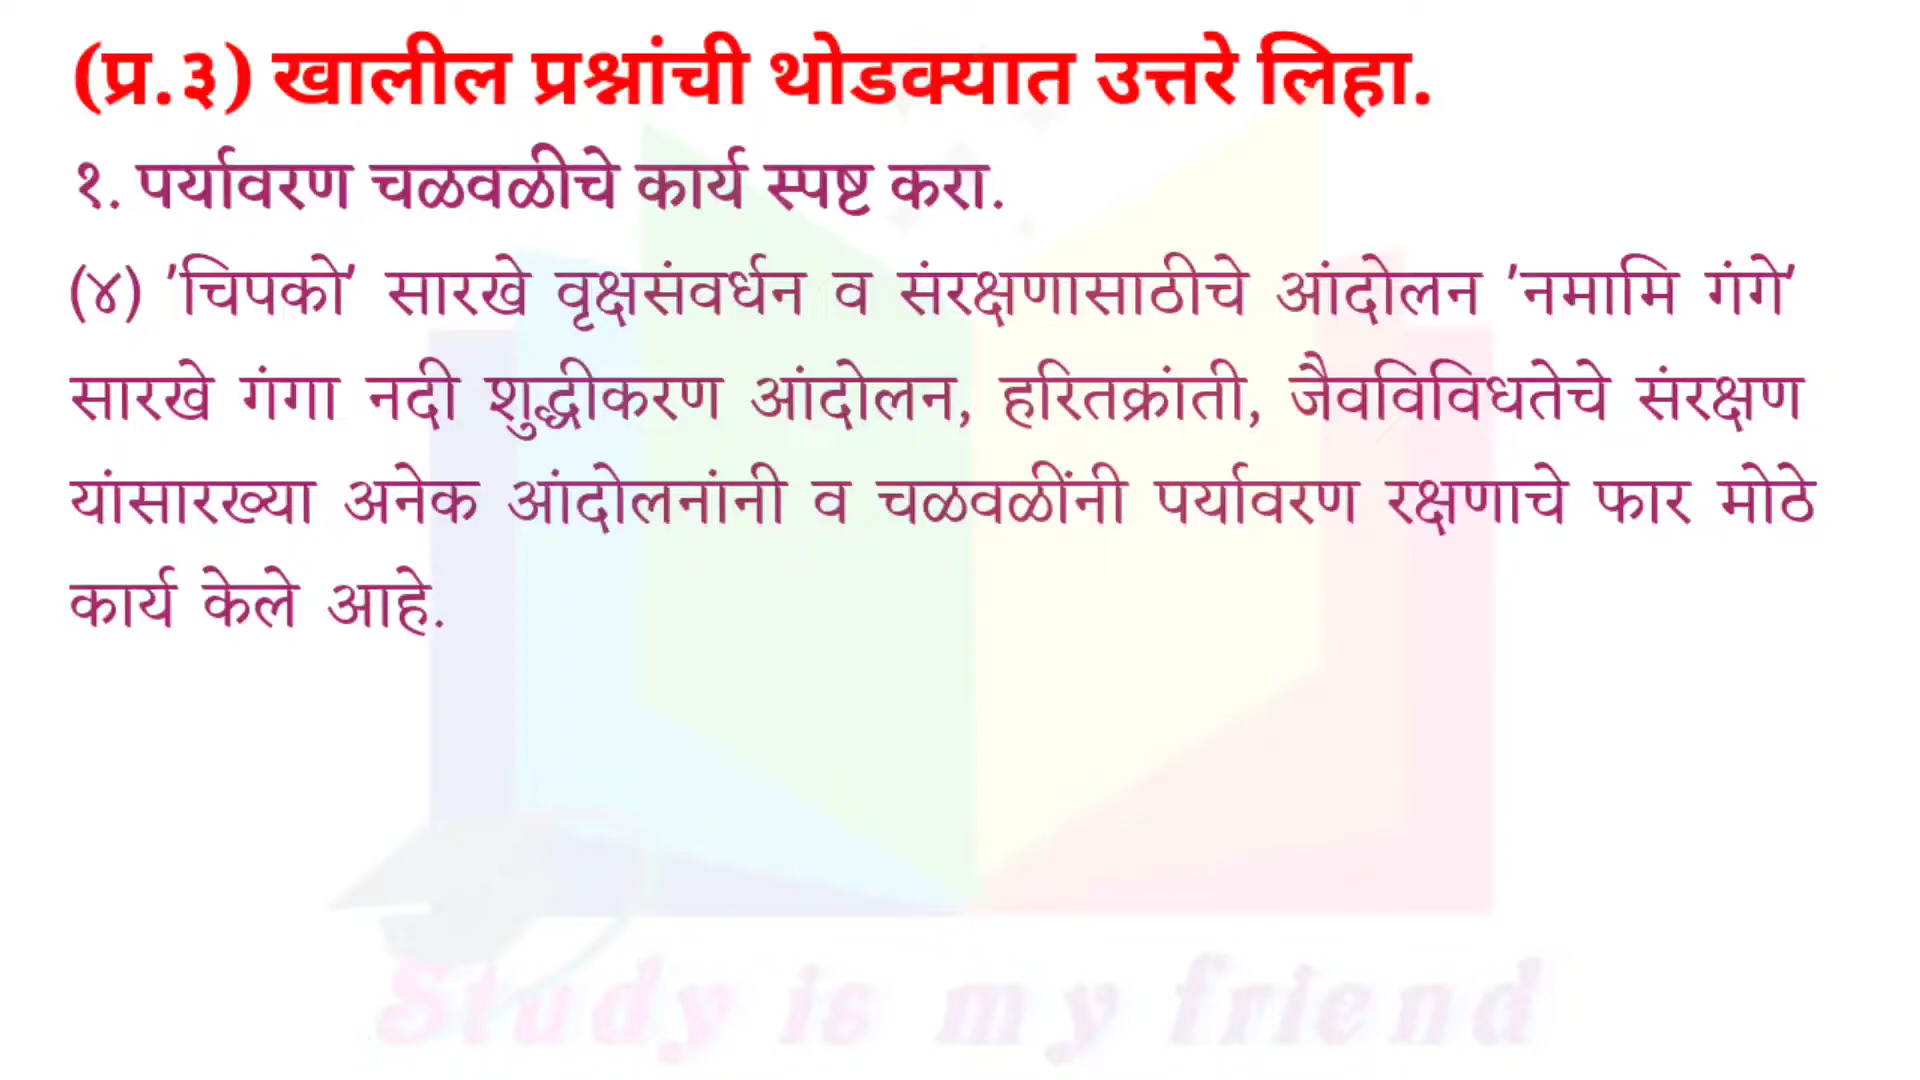 (प्र.३) खालील प्रश्नांची थोडक्यात उत्तरे लिहा.
१. पर्यावरण चळवळीचे कार्य स्पष्ट करा.
(४) 'चिपको' सारखे वृक्षसंवर्धन व संरक्षणासाठीचे आंदोलन 'नमामि गंगे'
सारखे गंगा नदी शुद्धीकरण आंदोलन, हरितक्रांती, जैवविविधतेचे संरक्षण
यांसारख्या अनेक आंदोलनांनी व चळवळींनी पर्यावरण रक्षणाचे फार मोठे
कार्य केले आहे.
Study is my friend